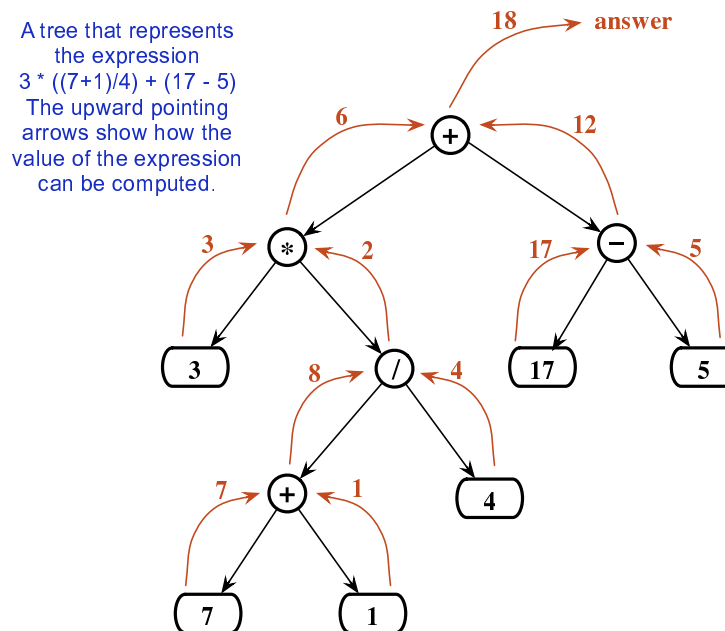 A tree that represents
the expression
3 * ((7+1)/4) + (17 - 5)
The upward pointing
arrows show how the
value of the expression
can be computed.
18 answer
6 + 12
3 * 2 17 − 5
3 8 / 4 17 5
7 + 1 4
7 1